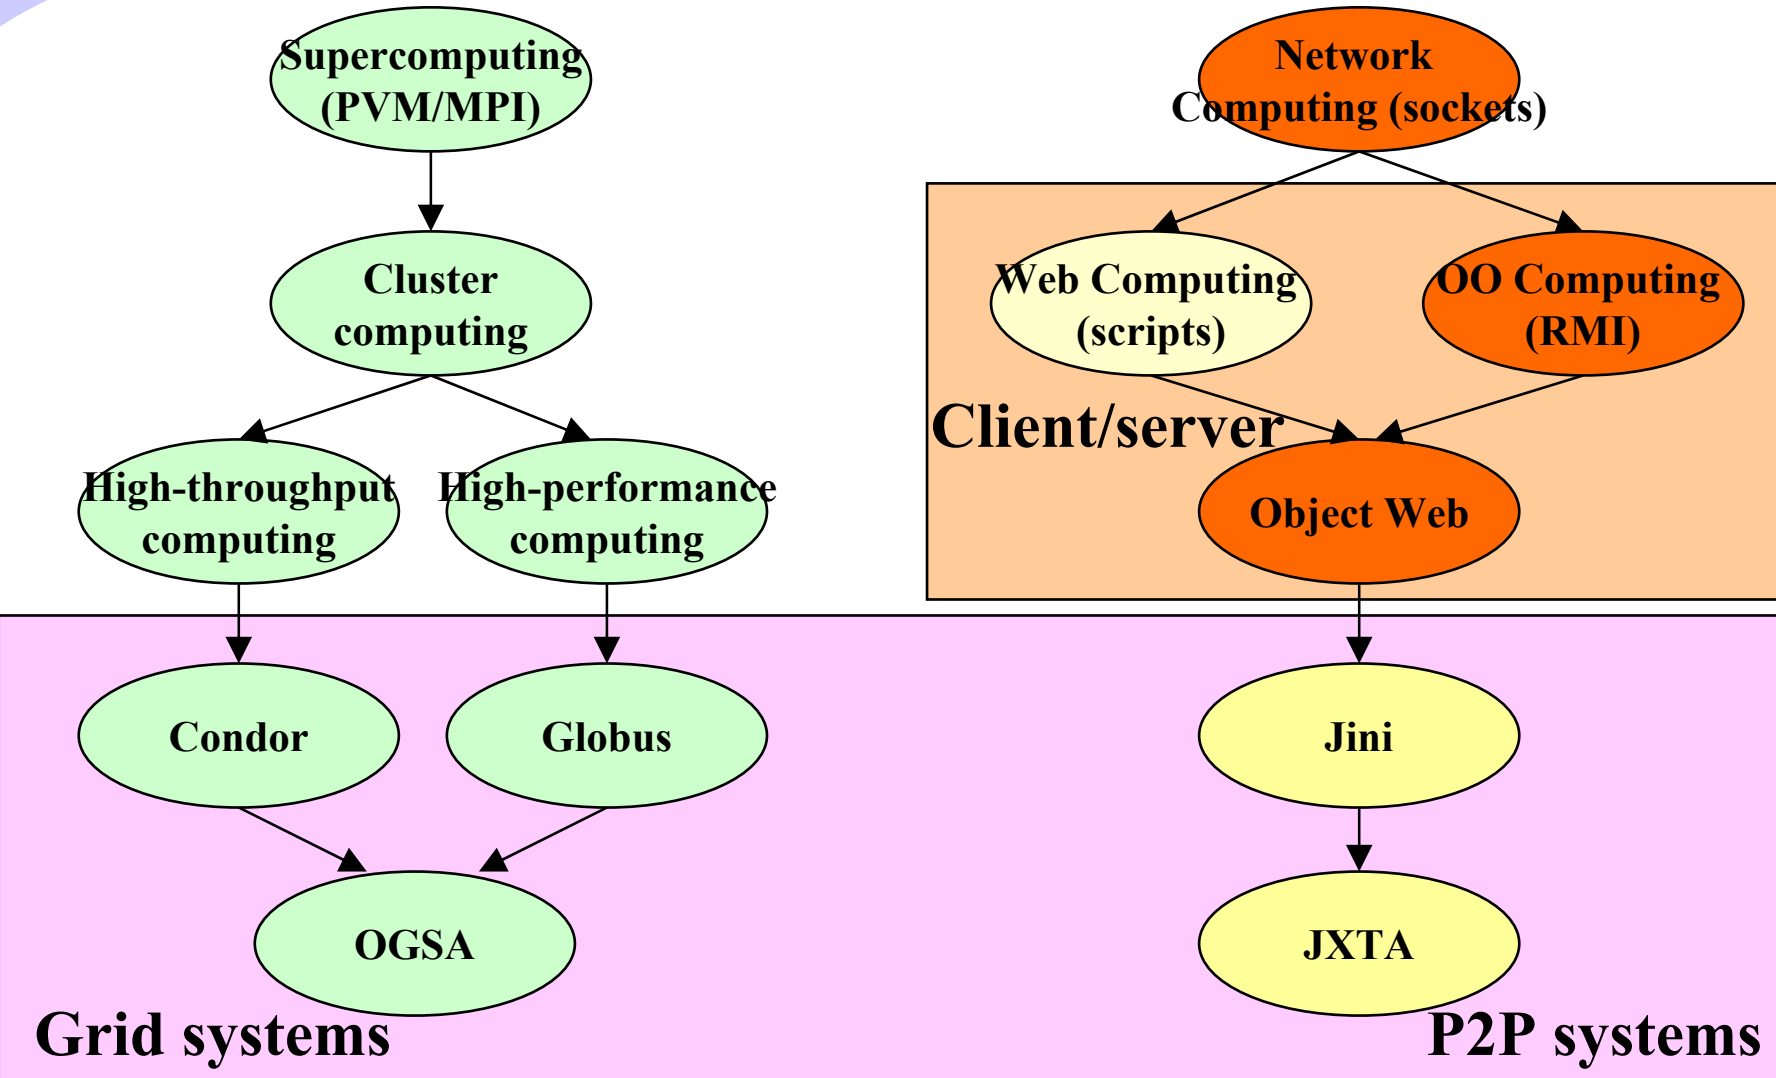 Supercomputing
(PVM/MPI)
Network
Computing (sockets)
Cluster
computing
Web Computing
(scripts)
OO Computing
(RMI)
Client/server
High-throughput
computing
High-performance
computing
Object Web
Condor
Globus
Jini
OGSA
JXTA
Grid systems
P2P systems